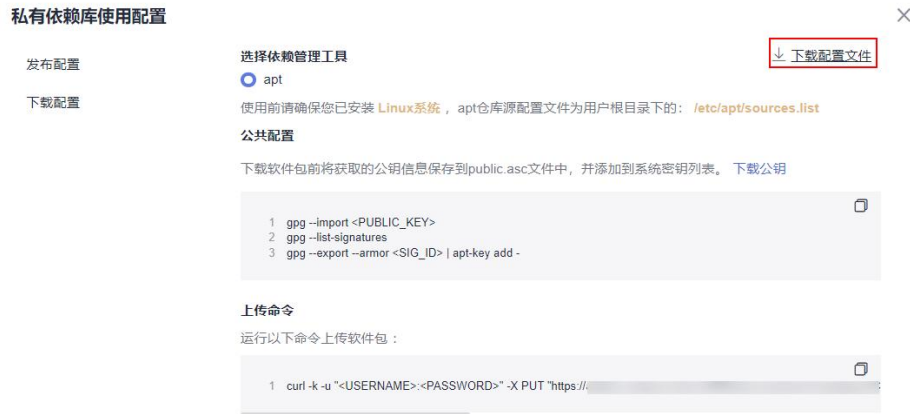 私有依赖库使用配置
发布配置
下载配置
选择依赖管理工具
下载配置文件
apt
使用前请确保您已安装 Linux系统 ，apt仓库源配置文件为用户根目录下的： /etc/apt/sources.list
公共配置
下载软件包前将获取的公钥信息保存到public.asc文件中，并添加到系统密钥列表。 下载公钥
1 gpg --import <PUBLIC_KEY>
2 gpg --list-signatures
3 gpg --export --armor <SIG_ID> | apt-key add -
上传命令
运行以下命令上传软件包：
1 curl -k -u "<USERNAME>:<PASSWORD>" -X PUT "https://